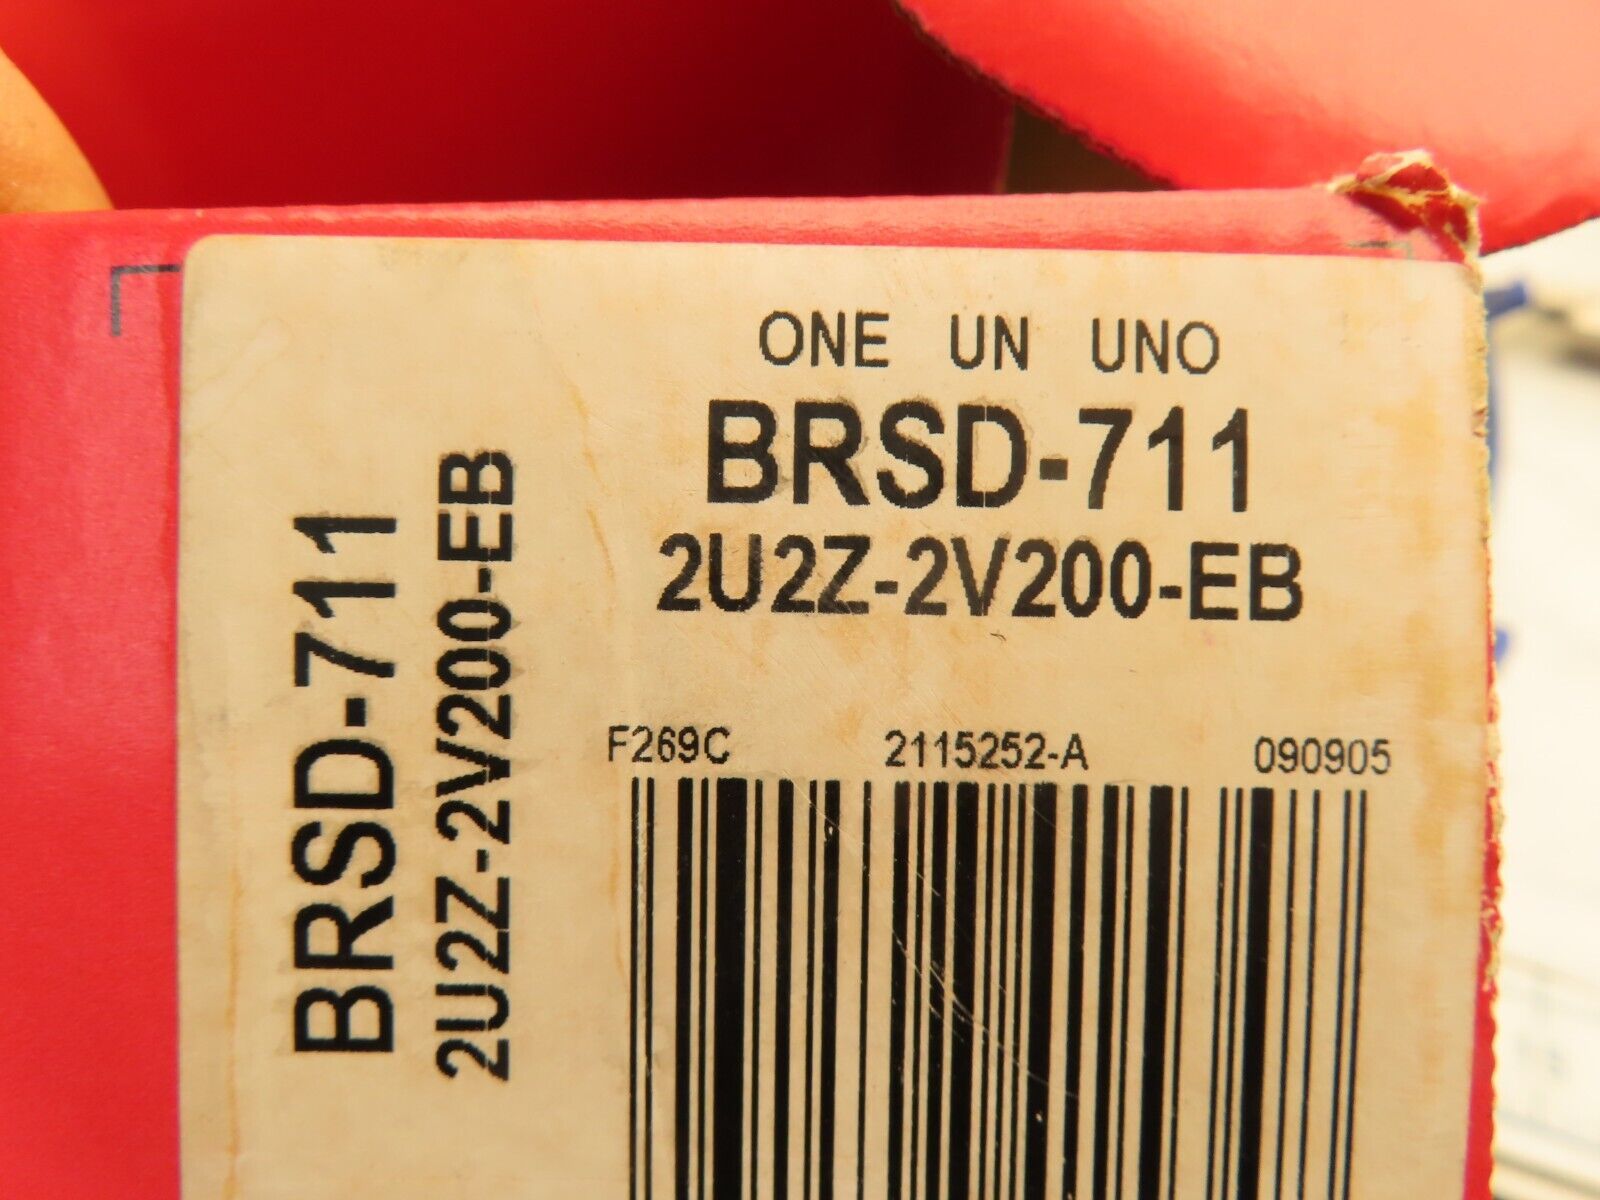 ONE UN UNO
BRSD-711
2U2Z-2V200-EB
F269C 2115252-A 090905
BRSD-711
2U2Z-2V200-EB